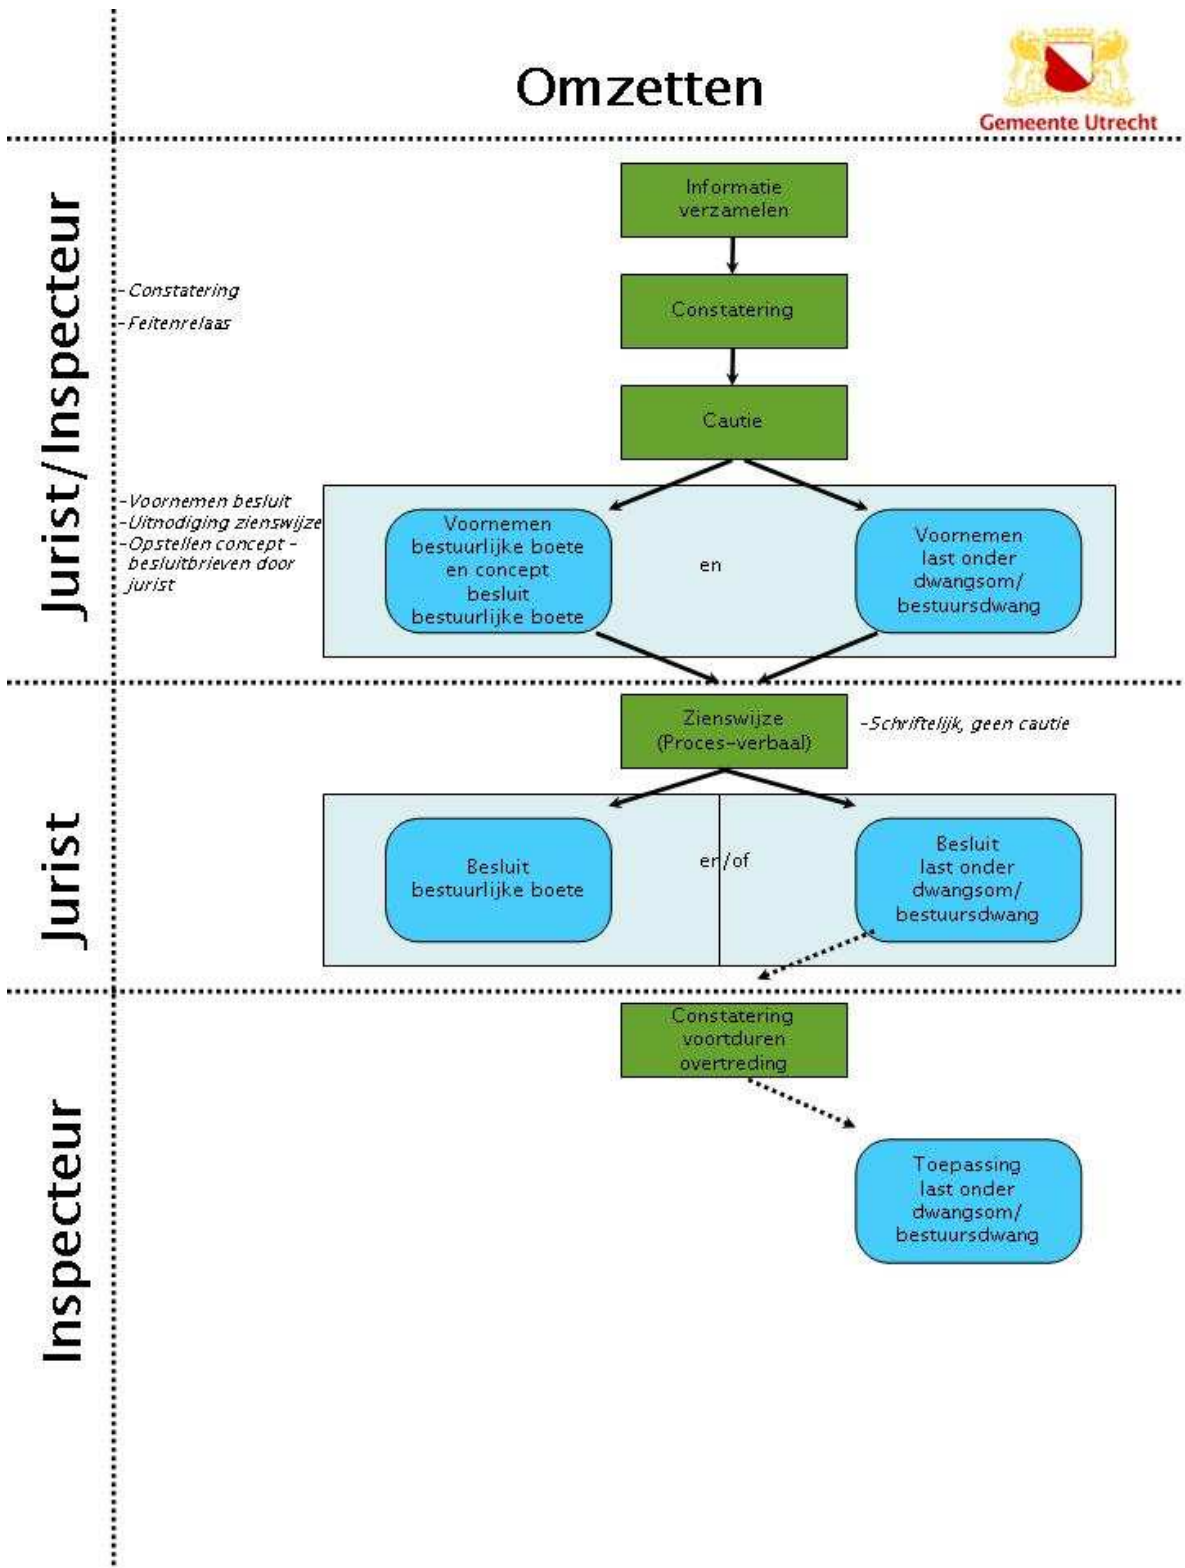 Omzetten
Gemeente Utrecht
Jurist/Inspecteur
Informatie
verzamelen
-Constatering
-Feitenrelaas
Constatering
Cautie
-Voornemen besluit
-Uitnodiging zienswijze
-Opstellen concept -
besluitbrieven door
jurist
Voornemen
bestuurlijke boete
en concept
besluit
bestuurlijke boete
en
Voornemen
last onder
dwangsom/
bestuursdwang
Jurist
Zienswijze
(Proces-verbaal)
-Schriftelijk, geen cautie
Besluit
bestuurlijke boete
en/of
Besluit
last onder
dwangsom/
bestuursdwang
Inspecteur
Constatering
voortduren
overtreding
Toepassing
last onder
dwangsom/
bestuursdwang